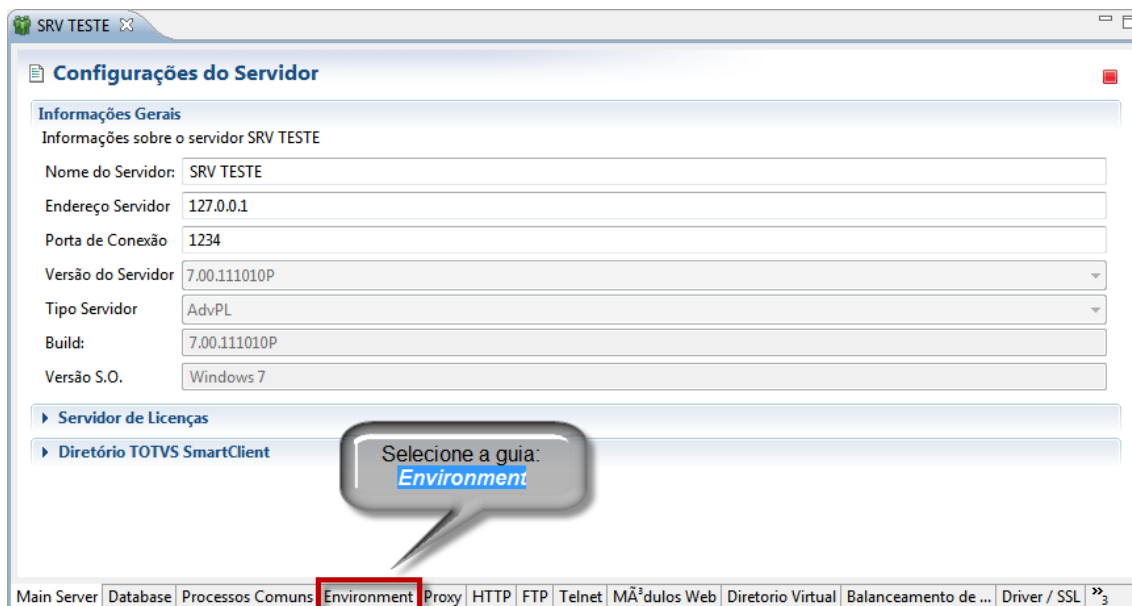 SRV TESTE
Configurações do Servidor
Informações Gerais
Informações sobre o servidor SRV TESTE
Nome do Servidor: SRV TESTE
Endereço Servidor 127.0.0.1
Porta de Conexão 1234
Versão do Servidor 7.00.111010P
Tipo Servidor AdvPL
Build: 7.00.111010P
Versão S.O. Windows 7
Servidor de Licenças
Diretório TOTVS SmartClient
Selecione a guia:
Environment
Main Server Database Processos Comuns Environment Proxy HTTP FTP Telnet MÃ³dulos Web Diretorio Virtual Balanceamento de ... Driver / SSL »3